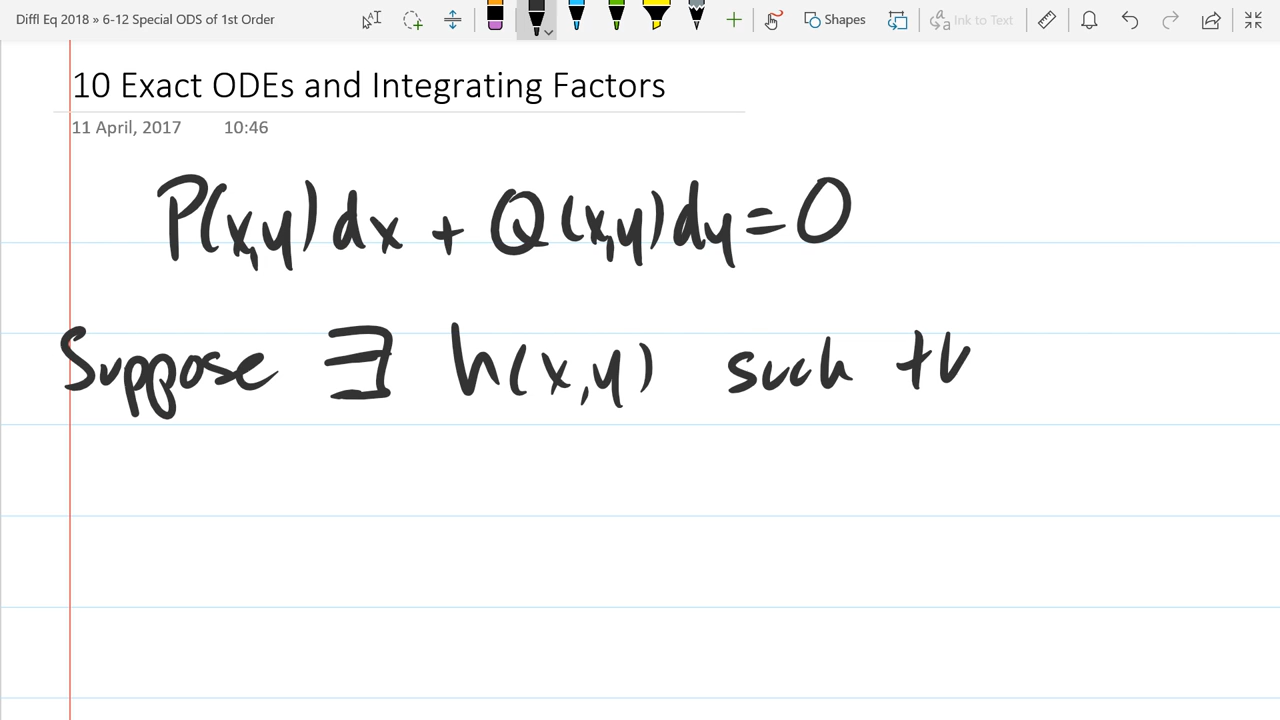 Diffl Eq 2018 » 6-12 Special ODS of 1st Order
Shapes
Ink to Text
10 Exact ODEs and Integrating Factors
11 April, 2017 10:46
P(x,y)dx + Q(x,y)dy=0
Suppose ∃ h(x,y) such